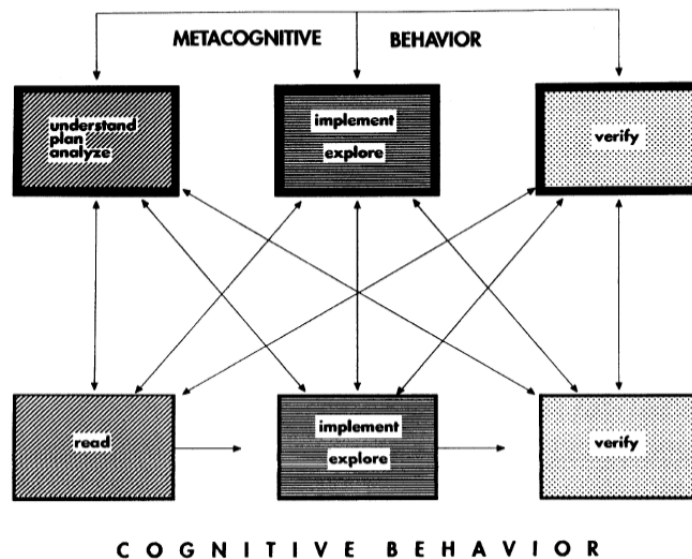 METACOGNITIVE BEHAVIOR
understand
plan
analyze
implement
explore
verify
read
implement
explore
verify
COGNITIVE BEHAVIOR